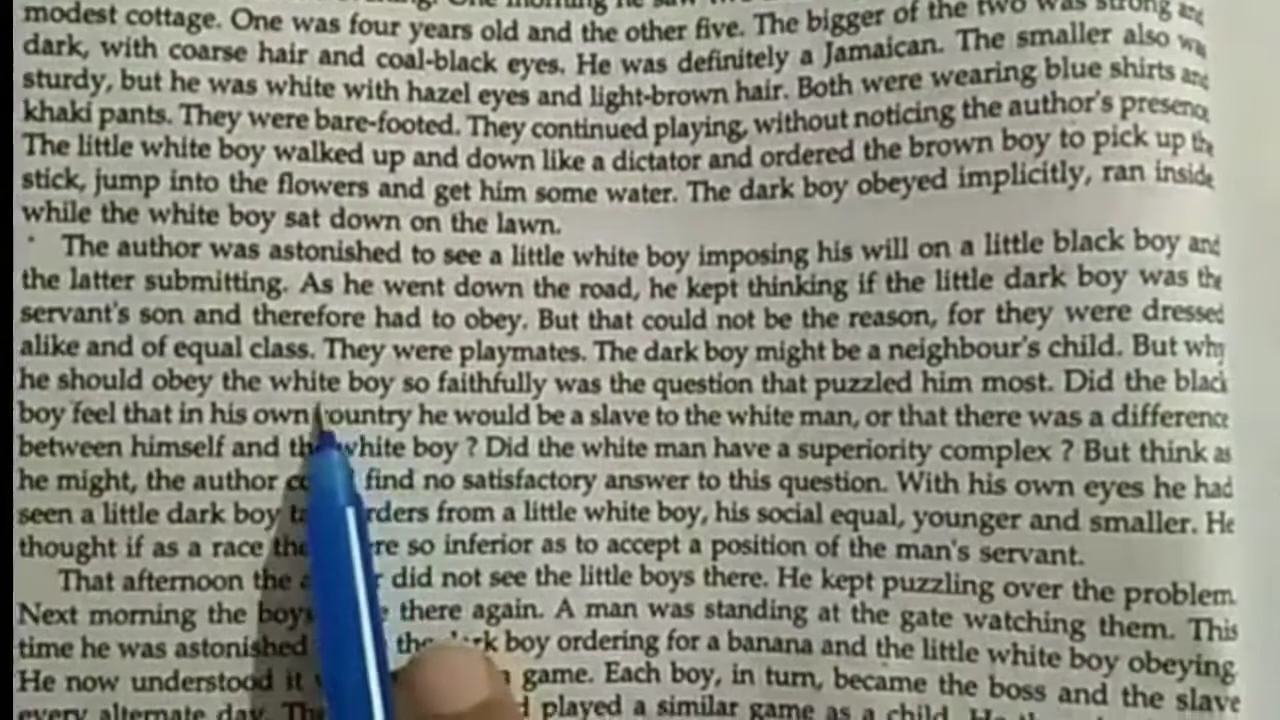 One morning he saw
modest cottage. One was four years old and the other five. The bigger of the two was strong and
dark, with coarse hair and coal-black eyes. He was definitely a Jamaican. The smaller also wa
sturdy, but he was white with hazel eyes and light-brown hair. Both were wearing blue shirts and
khaki pants. They were bare-footed. They continued playing, without noticing the author's presence
The little white boy walked up and down like a dictator and ordered the brown boy to pick up the
stick, jump into the flowers and get him some water. The dark boy obeyed implicitly, ran inside
while the white boy sat down on the lawn.
The author was astonished to see a little white boy imposing his will on a little black boy and
the latter submitting. As he went down the road, he kept thinking if the little dark boy was the
servant's son and therefore had to obey. But that could not be the reason, for they were dressed
alike and of equal class. They were playmates. The dark boy might be a neighbour's child. But why
he should obey the white boy so faithfully was the question that puzzled him most. Did the black
boy feel that in his own country he would be a slave to the white man, or that there was a difference
between himself and the white boy ? Did the white man have a superiority complex ? But think as
he might, the author find no satisfactory answer to this question. With his own eyes he had
seen a little dark boy orders from a little white boy, his social equal, younger and smaller. He
thought if as a race so inferior as to accept a position of the man's servant.
That afternoon the did not see the little boys there. He kept puzzling over the problem.
Next morning the boys there again. A man was standing at the gate watching them. This
time he was astonished the dark boy ordering for a banana and the little white boy obeying
He now understood it game. Each boy, in turn, became the boss and the slave
every alternate day. played a similar game as a child. He